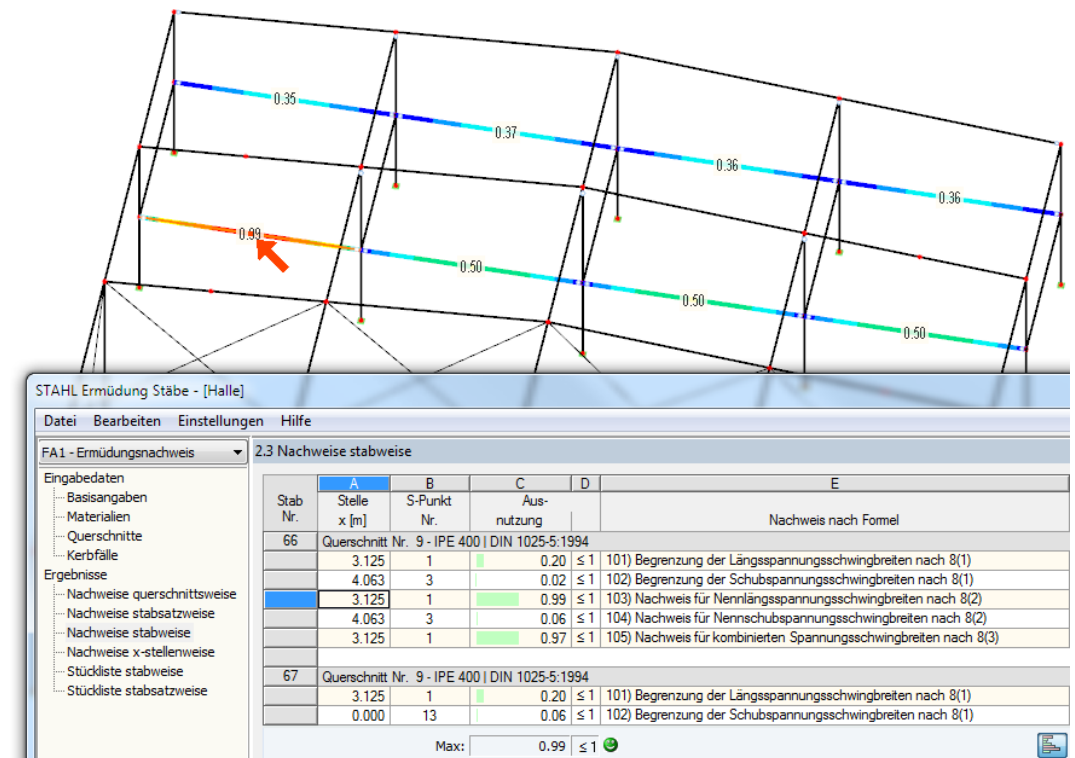 0.35
0.37
0.36
0.36
0.99
0.50
0.50
0.50
STAHL Ermüdung Stäbe - [Halle]
Datei Bearbeiten Einstellungen Hilfe
FA1 - Ermüdungsnachweis
2.3 Nachweise stabweise
Eingabedaten
Basisangaben
Materialien
Querschnitte
Kerbfälle
Ergebnisse
Nachweise querschnittsweise
Nachweise stabsatzweise
Nachweise stabweise
Nachweise x-stellenweise
Stückliste stabweise
Stückliste stabsatzweise
A B C D E
Stab Stelle S-Punkt Aus-
Nr. x [m] Nr. nutzung Nachweis nach Formel
66 Querschnitt Nr. 9 - IPE 400 | DIN 1025-5:1994
3.125 1 0.20 ≤ 1 101) Begrenzung der Längsspannungsschwingbreiten nach 8(1)
4.063 3 0.02 ≤ 1 102) Begrenzung der Schubspannungsschwingbreiten nach 8(1)
3.125 1 0.99 ≤ 1 103) Nachweis für Nennlängsspannungsschwingbreiten nach 8(2)
4.063 3 0.06 ≤ 1 104) Nachweis für Nennschubspannungsschwingbreiten nach 8(2)
3.125 1 0.97 ≤ 1 105) Nachweis für kombinierten Spannungsschwingbreiten nach 8(3)
67 Querschnitt Nr. 9 - IPE 400 | DIN 1025-5:1994
3.125 1 0.20 ≤ 1 101) Begrenzung der Längsspannungsschwingbreiten nach 8(1)
0.000 13 0.06 ≤ 1 102) Begrenzung der Schubspannungsschwingbreiten nach 8(1)
Max: 0.99 ≤ 1